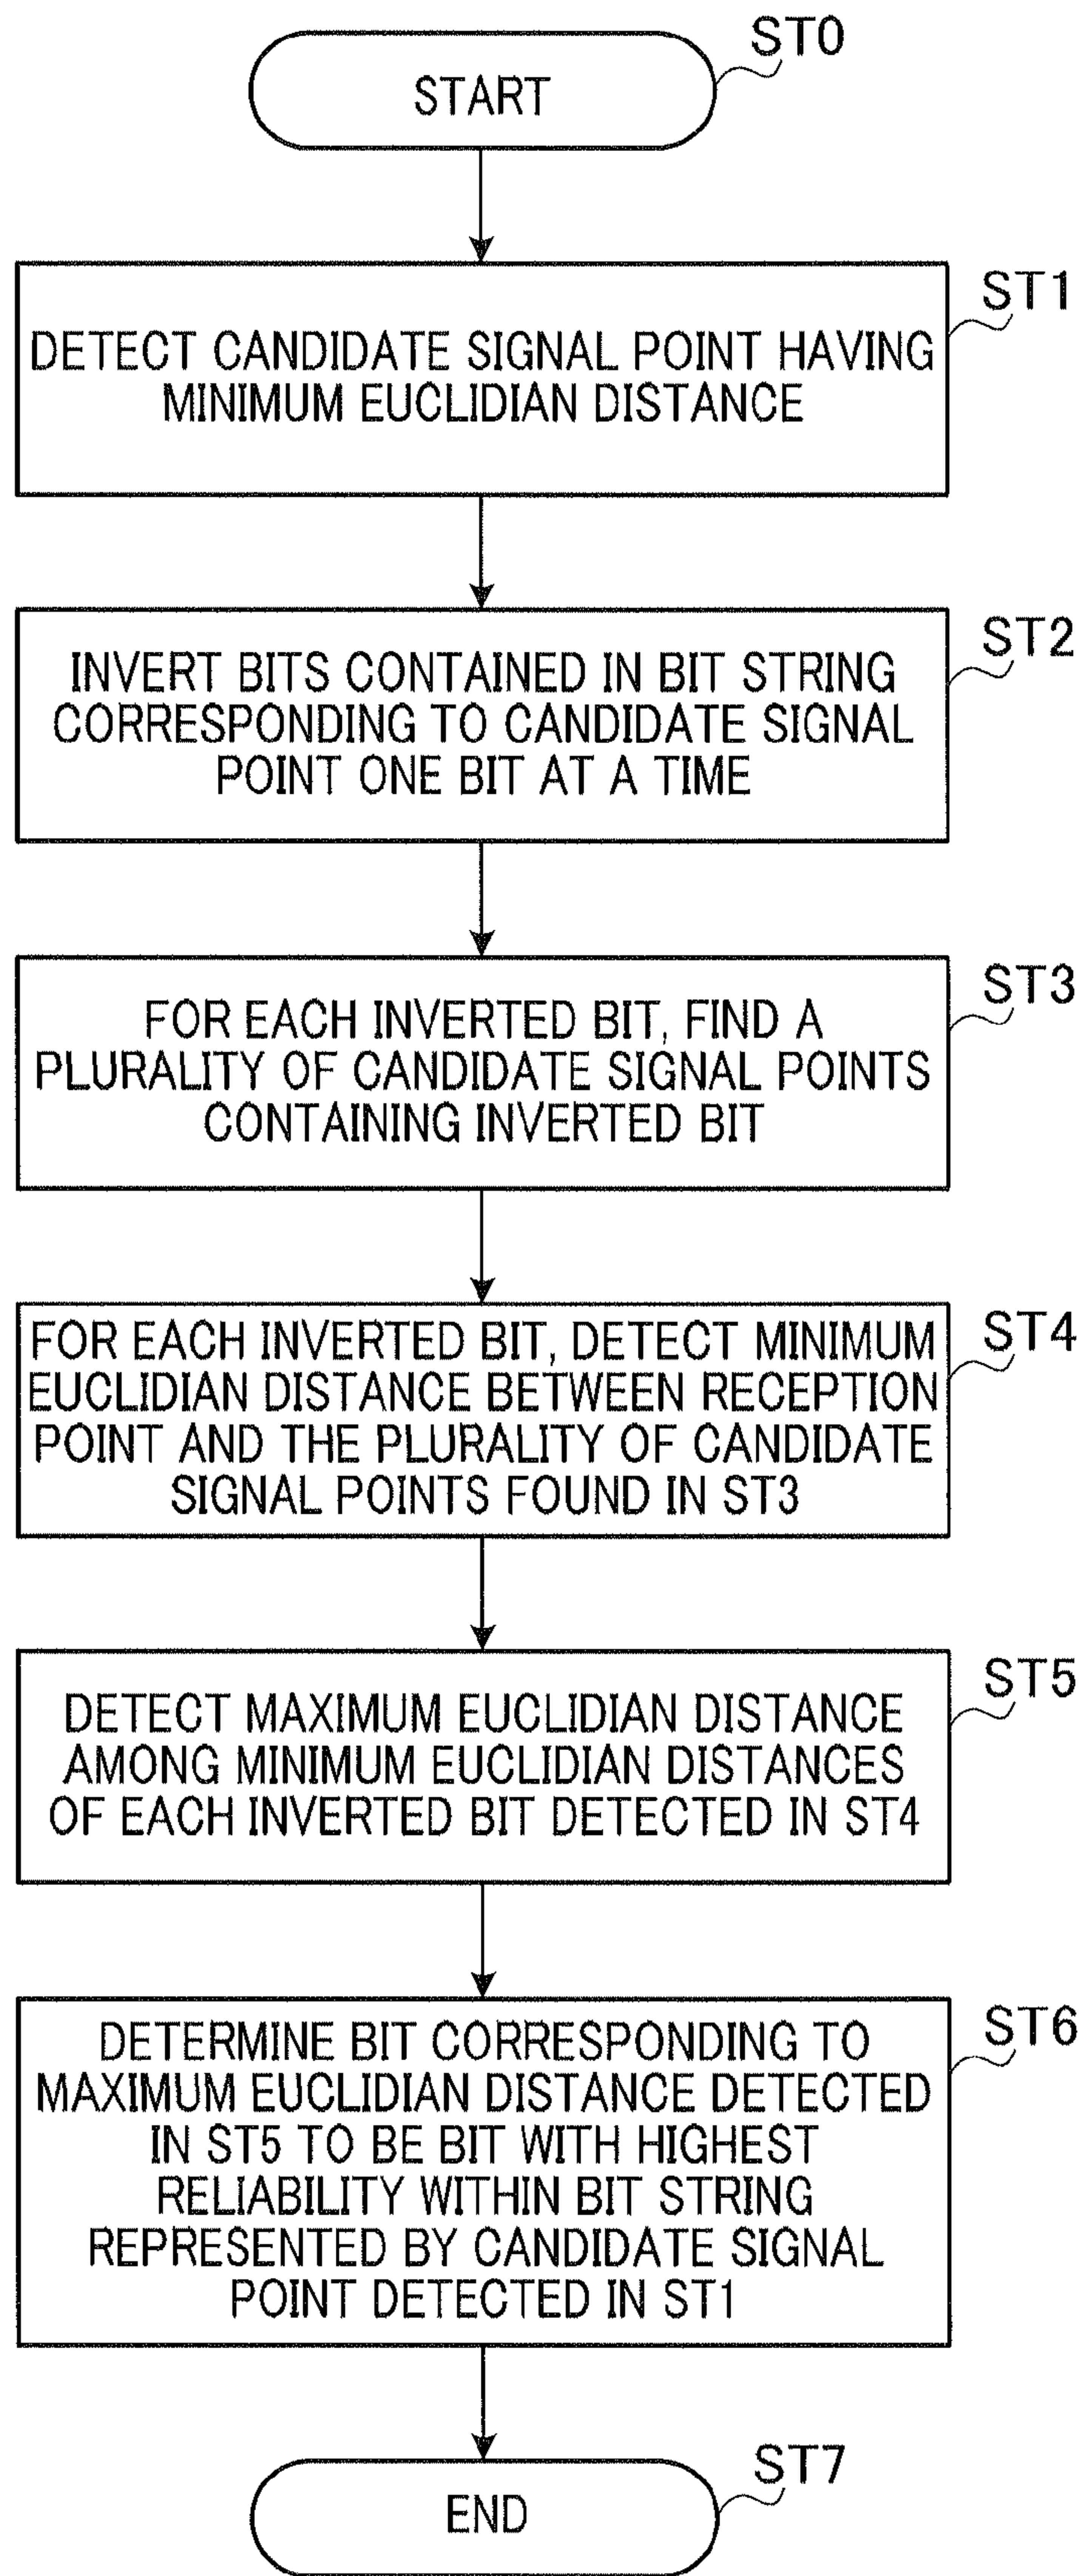 ST0
START
ST1
DETECT CANDIDATE SIGNAL POINT HAVING
MINIMUM EUCLIDIAN DISTANCE
ST2
INVERT BITS CONTAINED IN BIT STRING
CORRESPONDING TO CANDIDATE SIGNAL
POINT ONE BIT AT A TIME
ST3
FOR EACH INVERTED BIT, FIND A
PLURALITY OF CANDIDATE SIGNAL POINTS
CONTAINING INVERTED BIT
ST4
FOR EACH INVERTED BIT, DETECT MINIMUM
EUCLIDIAN DISTANCE BETWEEN RECEPTION
POINT AND THE PLURALITY OF CANDIDATE
SIGNAL POINTS FOUND IN ST3
ST5
DETECT MAXIMUM EUCLIDIAN DISTANCE
AMONG MINIMUM EUCLIDIAN DISTANCES
OF EACH INVERTED BIT DETECTED IN ST4
ST6
DETERMINE BIT CORRESPONDING TO
MAXIMUM EUCLIDIAN DISTANCE DETECTED
IN ST5 TO BE BIT WITH HIGHEST
RELIABILITY WITHIN BIT STRING
REPRESENTED BY CANDIDATE SIGNAL
POINT DETECTED IN ST1
ST7
END